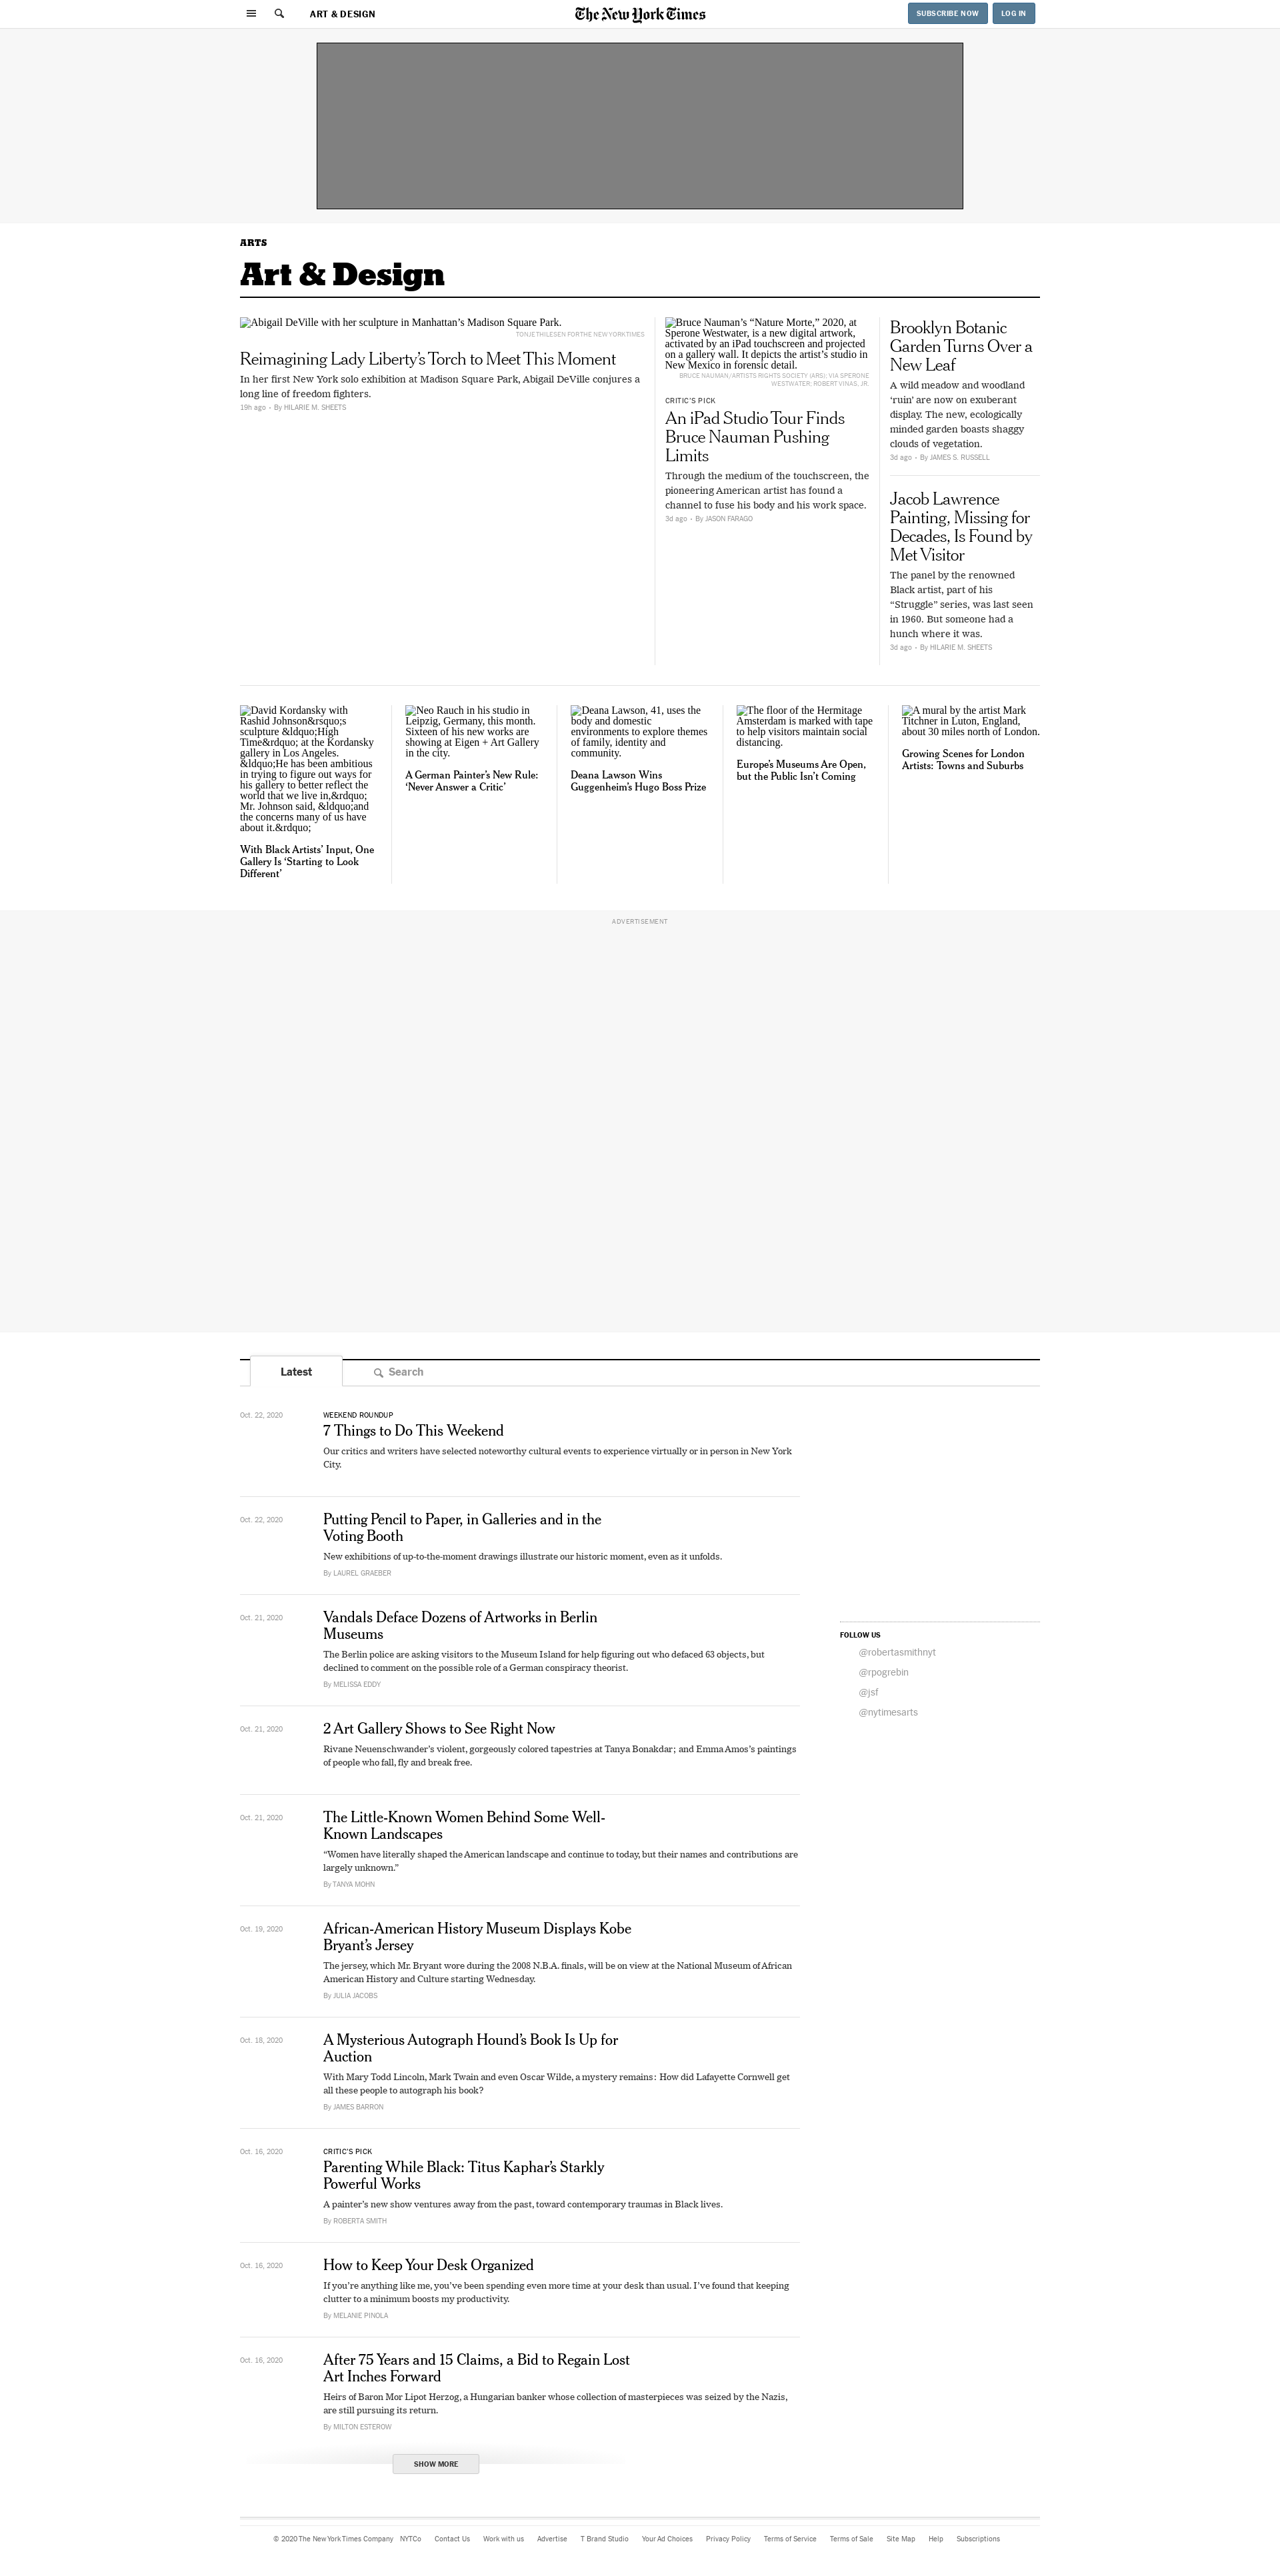 ART & DESIGN
The New York Times
SUBSCRIBE NOW
LOG IN
ARTS
Art & Design
Abigail DeVille with her sculpture in Manhattan’s Madison Square Park.
TONJE THILESEN FOR THE NEW YORK TIMES
Reimagining Lady Liberty’s Torch to Meet This Moment
In her first New York solo exhibition at Madison Square Park, Abigail DeVille conjures a
long line of freedom fighters.
19h ago • By HILARIE M. SHEETS
Bruce Nauman’s “Nature Morte,” 2020, at
Sperone Westwater, is a new digital artwork,
activated by an iPad touchscreen and projected
on a gallery wall. It depicts the artist’s studio in
New Mexico in forensic detail.
BRUCE NAUMAN/ARTISTS RIGHTS SOCIETY (ARS); VIA SPERONE
WESTWATER; ROBERT VINAS, JR.
CRITIC’S PICK
An iPad Studio Tour Finds
Bruce Nauman Pushing
Limits
Through the medium of the touchscreen, the
pioneering American artist has found a
channel to fuse his body and his work space.
3d ago • By JASON FARAGO
Brooklyn Botanic
Garden Turns Over a
New Leaf
A wild meadow and woodland
‘ruin’ are now on exuberant
display. The new, ecologically
minded garden boasts shaggy
clouds of vegetation.
3d ago • By JAMES S. RUSSELL
Jacob Lawrence
Painting, Missing for
Decades, Is Found by
Met Visitor
The panel by the renowned
Black artist, part of his
“Struggle” series, was last seen
in 1960. But someone had a
hunch where it was.
3d ago • By HILARIE M. SHEETS
David Kordansky with
Rashid Johnson&rsquo;s
sculpture &ldquo;High
Time&rdquo; at the Kordansky
gallery in Los Angeles.
&ldquo;He has been ambitious
in trying to figure out ways for
his gallery to better reflect the
world that we live in,&rdquo;
Mr. Johnson said, &ldquo;and
the concerns many of us have
about it.&rdquo;
With Black Artists’ Input, One
Gallery Is ‘Starting to Look
Different’
Neo Rauch in his studio in
Leipzig, Germany, this month.
Sixteen of his new works are
showing at Eigen + Art Gallery
in the city.
A German Painter’s New Rule:
‘Never Answer a Critic’
Deana Lawson, 41, uses the
body and domestic
environments to explore themes
of family, identity and
community.
Deana Lawson Wins
Guggenheim’s Hugo Boss Prize
The floor of the Hermitage
Amsterdam is marked with tape
to help visitors maintain social
distancing.
Europe’s Museums Are Open,
but the Public Isn’t Coming
A mural by the artist Mark
Titchner in Luton, England,
about 30 miles north of London.
Growing Scenes for London
Artists: Towns and Suburbs
ADVERTISEMENT
Latest
Search
Oct. 22, 2020
WEEKEND ROUNDUP
7 Things to Do This Weekend
Our critics and writers have selected noteworthy cultural events to experience virtually or in person in New York
City.
Oct. 22, 2020
Putting Pencil to Paper, in Galleries and in the
Voting Booth
New exhibitions of up-to-the-moment drawings illustrate our historic moment, even as it unfolds.
By LAUREL GRAEBER
Oct. 21, 2020
Vandals Deface Dozens of Artworks in Berlin
Museums
The Berlin police are asking visitors to the Museum Island for help figuring out who defaced 63 objects, but
declined to comment on the possible role of a German conspiracy theorist.
By MELISSA EDDY
Oct. 21, 2020
2 Art Gallery Shows to See Right Now
Rivane Neuenschwander’s violent, gorgeously colored tapestries at Tanya Bonakdar; and Emma Amos’s paintings
of people who fall, fly and break free.
Oct. 21, 2020
The Little-Known Women Behind Some Well-
Known Landscapes
“Women have literally shaped the American landscape and continue to today, but their names and contributions are
largely unknown.”
By TANYA MOHN
Oct. 19, 2020
African-American History Museum Displays Kobe
Bryant’s Jersey
The jersey, which Mr. Bryant wore during the 2008 N.B.A. finals, will be on view at the National Museum of African
American History and Culture starting Wednesday.
By JULIA JACOBS
Oct. 18, 2020
A Mysterious Autograph Hound’s Book Is Up for
Auction
With Mary Todd Lincoln, Mark Twain and even Oscar Wilde, a mystery remains: How did Lafayette Cornwell get
all these people to autograph his book?
By JAMES BARRON
Oct. 16, 2020
CRITIC’S PICK
Parenting While Black: Titus Kaphar’s Starkly
Powerful Works
A painter’s new show ventures away from the past, toward contemporary traumas in Black lives.
By ROBERTA SMITH
Oct. 16, 2020
How to Keep Your Desk Organized
If you’re anything like me, you’ve been spending even more time at your desk than usual. I’ve found that keeping
clutter to a minimum boosts my productivity.
By MELANIE PINOLA
Oct. 16, 2020
After 75 Years and 15 Claims, a Bid to Regain Lost
Art Inches Forward
Heirs of Baron Mor Lipot Herzog, a Hungarian banker whose collection of masterpieces was seized by the Nazis,
are still pursuing its return.
By MILTON ESTEROW
SHOW MORE
FOLLOW US
@robertasmithnyt
@rpogrebin
@jsf
@nytimesarts
© 2020 The New York Times Company NYTCo Contact Us Work with us Advertise T Brand Studio Your Ad Choices Privacy Policy Terms of Service Terms of Sale Site Map Help Subscriptions